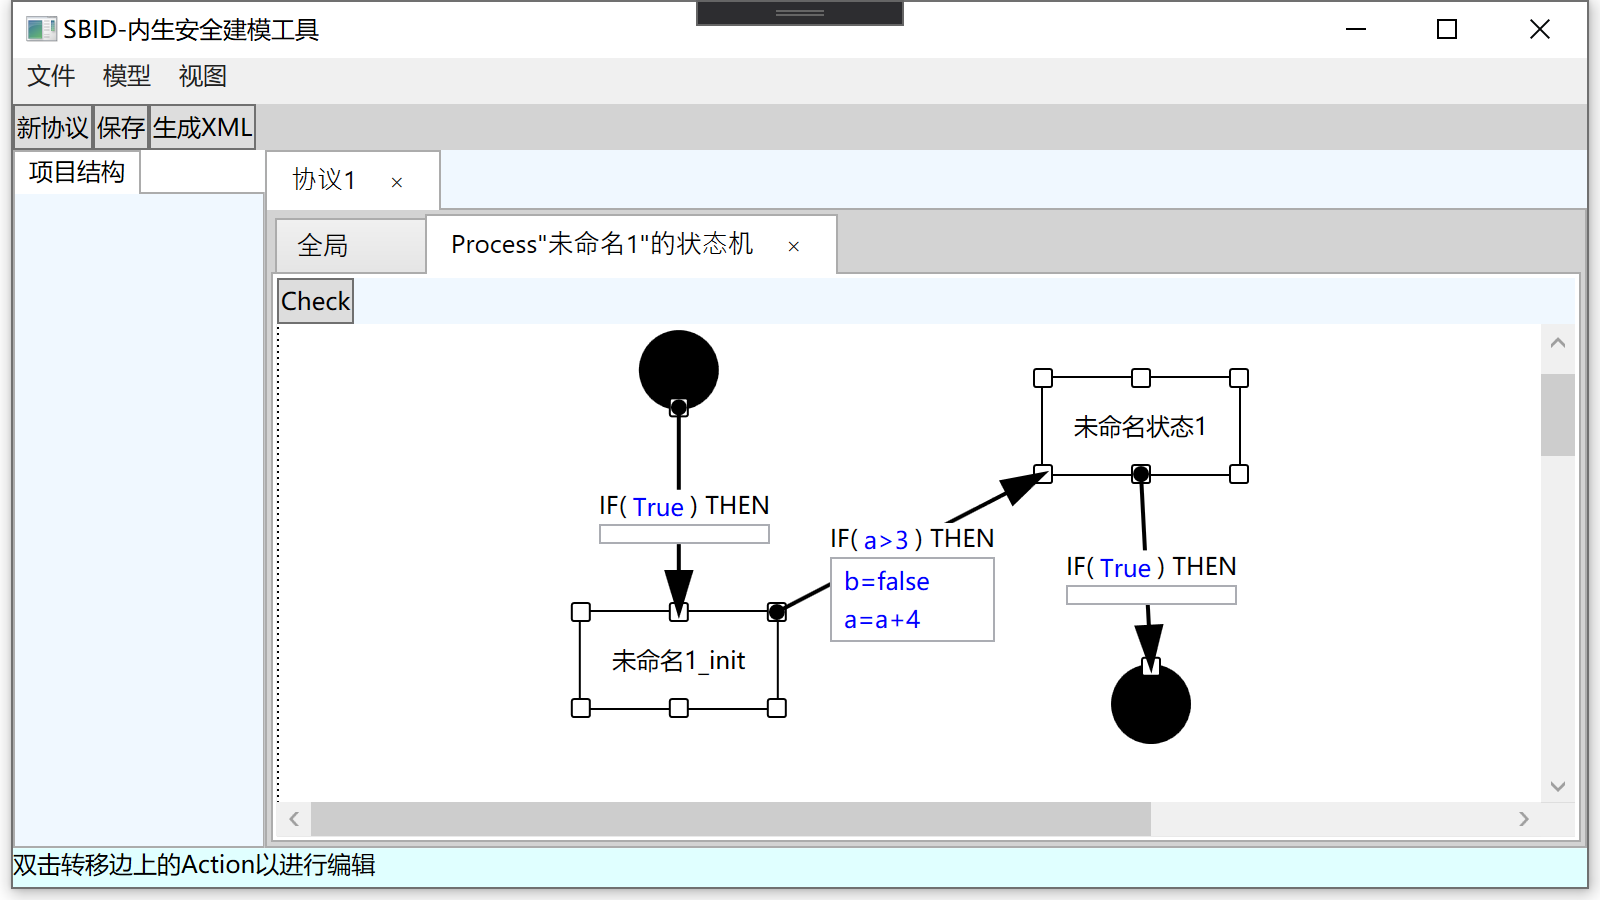 SBID-内生安全建模工具
文件 模型 视图
新协议 保存 生成XML
项目结构
协议1 ×
全局
Process"未命名1"的状态机 ×
Check
未命名状态1
IF( True ) THEN
IF( a>3 ) THEN
b=false
a=a+4
IF( True ) THEN
未命名1_init
双击转移边上的Action以进行编辑